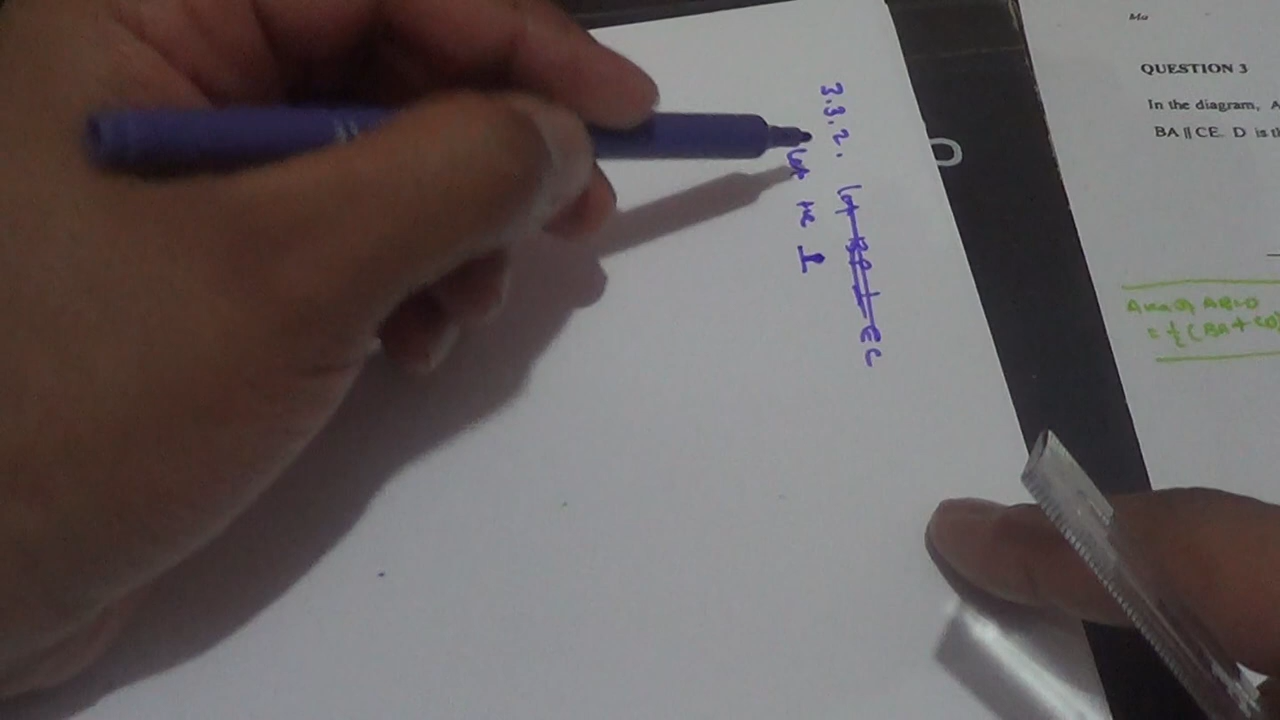 3.3.2. Let BP ⊥ EC
Let the ⊥
QUESTION 3
In the diagram, A
BA || CE. D is th
Area of ABCD
= ½(BA + CD)